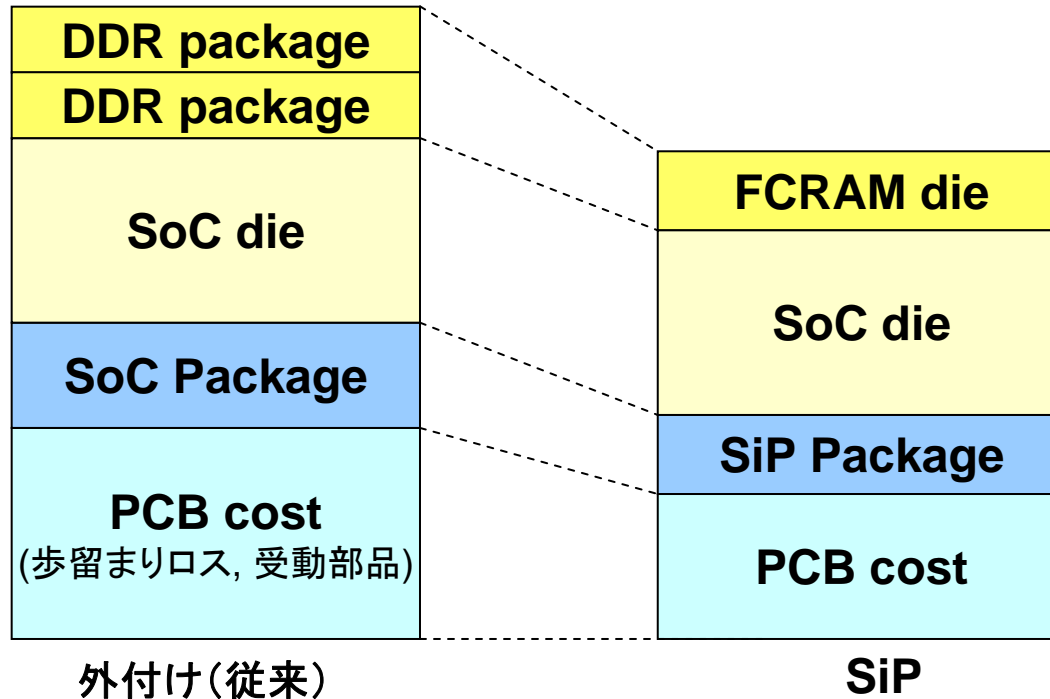 DDR package
DDR package
SoC die
SoC Package
PCB cost
(歩留まりロス, 受動部品)
外付け(従来)
FCRAM die
SoC die
SiP Package
PCB cost
SiP